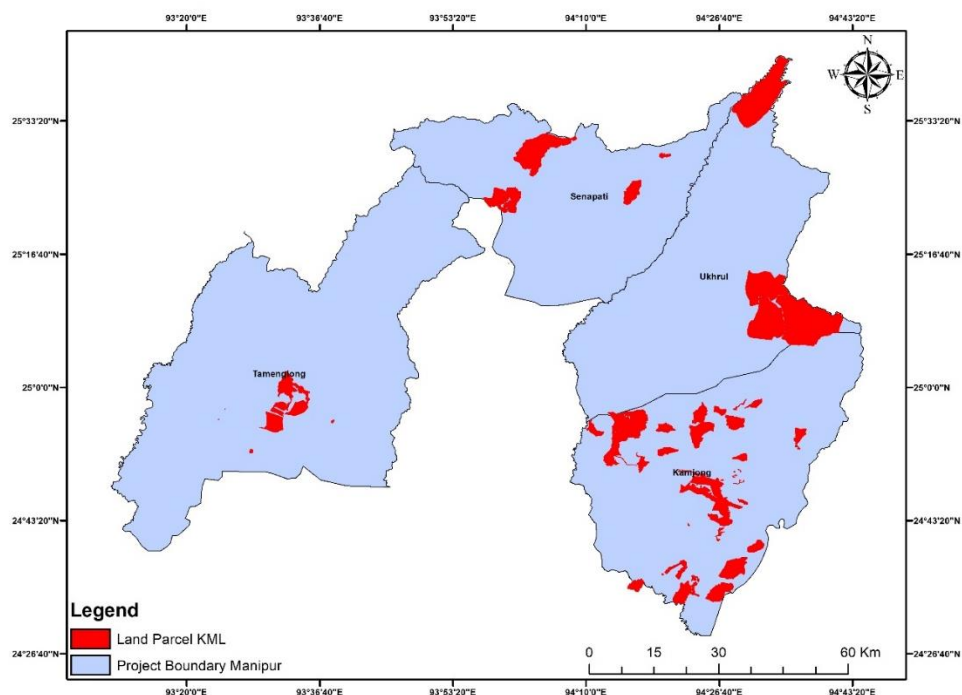 93°20'0"E 93°36'40"E 93°53'20"E 94°10'0"E 94°26'40"E 94°43'20"E
N
W E
S
25°33'20"N 25°33'20"N
Senapati
25°16'40"N 25°16'40"N
Ukhrul
Tamenglong
25°0'0"N 25°0'0"N
Kamjong
24°43'20"N 24°43'20"N
Legend
Land Parcel KML
Project Boundary Manipur
0 15 30 60 Km
24°26'40"N 24°26'40"N
93°20'0"E 93°36'40"E 93°53'20"E 94°10'0"E 94°26'40"E 94°43'20"E